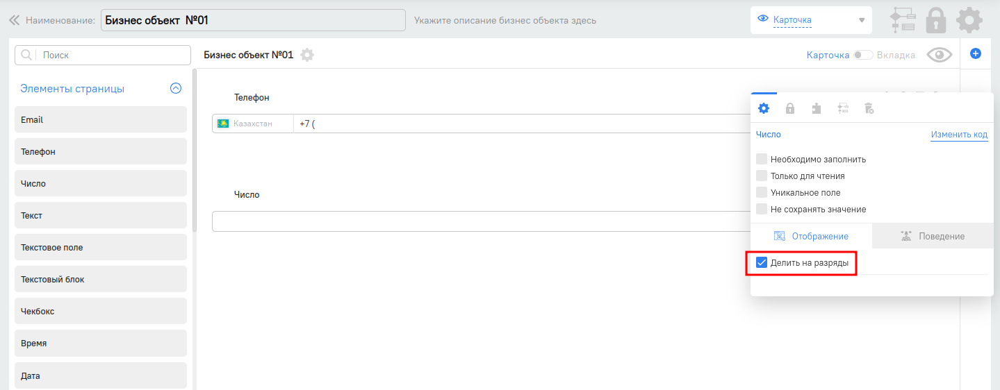 Наименование:
Бизнес объект №01
Укажите описание бизнес объекта здесь
Карточка
Поиск
Бизнес объект №01
Карточка
Вкладка
Элементы страницы
Email
Телефон
Число
Текст
Текстовое поле
Текстовый блок
Чекбокс
Время
Дата
Телефон
Казахстан
+7 (
Число
Число
Изменить код
Необходимо заполнить
Только для чтения
Уникальное поле
Не сохранять значение
Отображение
Поведение
Делить на разряды